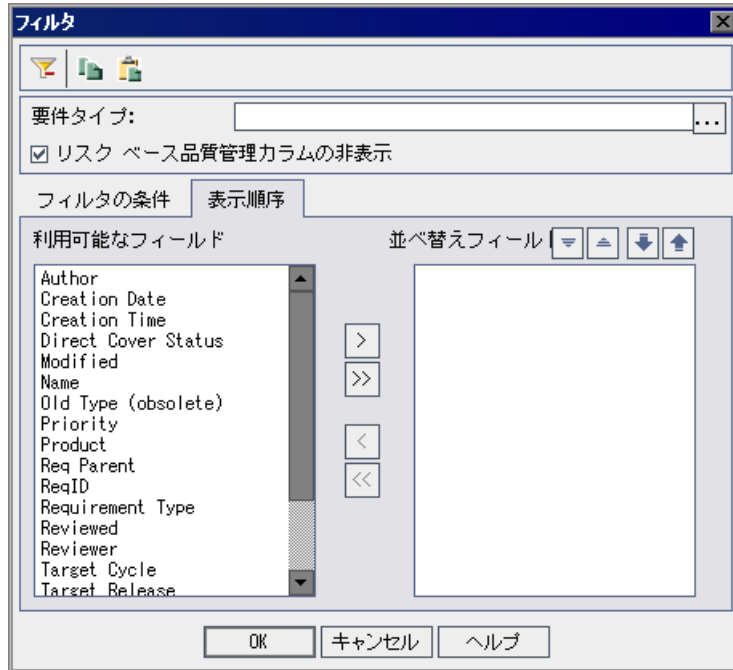 フィルタ
要件タイプ:
...
リスク ベース品質管理カラムの非表示
フィルタの条件 表示順序
利用可能なフィールド 並べ替えフィール
Author
Creation Date
Creation Time
Direct Cover Status
Modified
Name
Old Type (obsolete)
Priority
Product
Req Parent
ReqID
Requirement Type
Reviewed
Reviewer
Target Cycle
Target Release
>
>>
<
<<
OK キャンセル ヘルプ